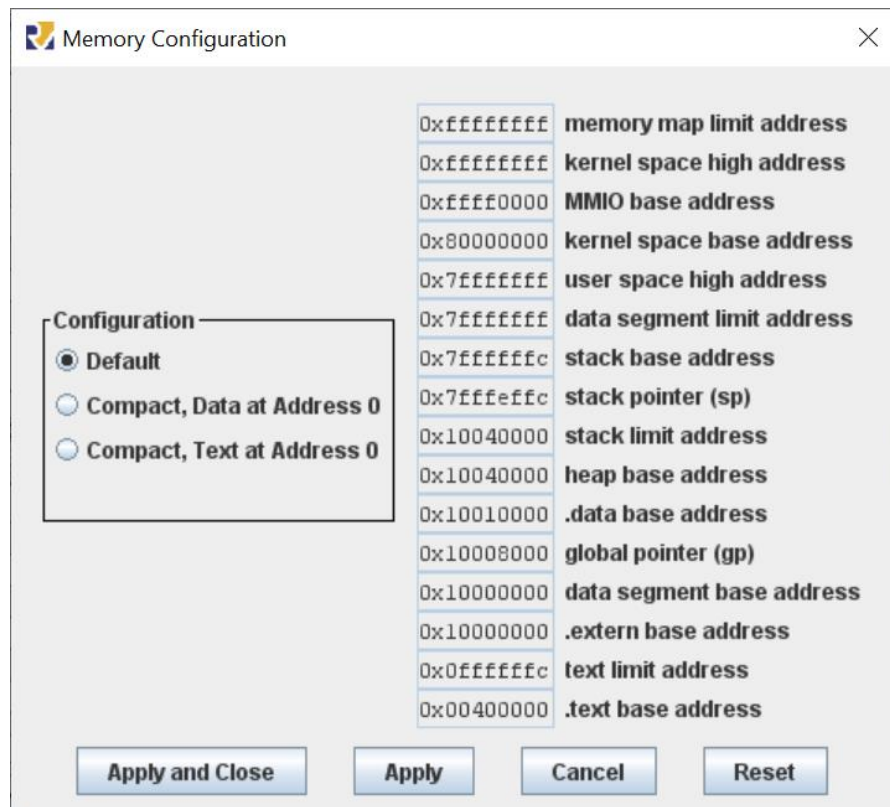 Memory Configuration
0xffffffff memory map limit address
0xffffffff kernel space high address
0xffff0000 MMIO base address
0x80000000 kernel space base address
0x7fffffff user space high address
0x7fffffff data segment limit address
0x7ffffffc stack base address
0x7fffeffc stack pointer (sp)
0x10040000 stack limit address
0x10040000 heap base address
0x10010000 .data base address
0x10008000 global pointer (gp)
0x10000000 data segment base address
0x10000000 .extern base address
0x0ffffffc text limit address
0x00400000 .text base address
Configuration
Default
Compact, Data at Address 0
Compact, Text at Address 0
Apply and Close Apply Cancel Reset